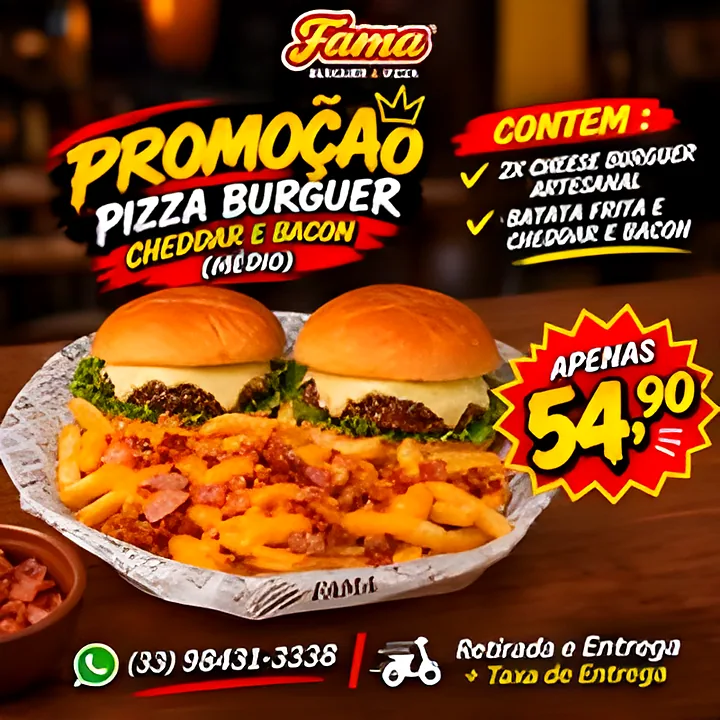 Fama
PROMOÇÃO
PIZZA BURGUER
CHEDDAR E BACON
(MÉDIO)
CONTEM :
2X CHEESE BURGUER
ARTESANAL
BATATA FRITA E
CHEDDAR E BACON
APENAS
54,90
FAMA
(33) 98431-3338
Retirada e Entrega
+ Taxa de Entrega